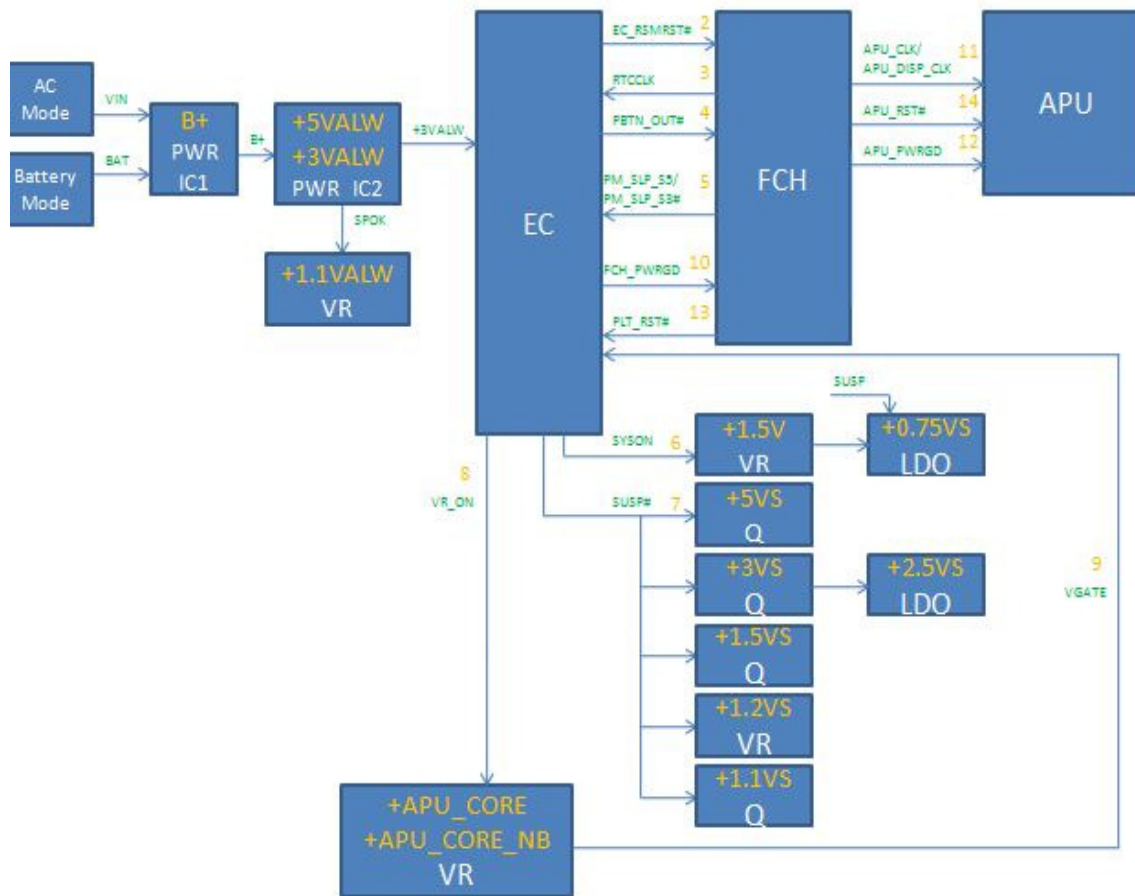 AC
Mode
VIN
Battery
Mode
BAT
B+
PWR
IC1
B+
+5VALW
+3VALW
PWR IC2
+3VALW
SPOK
+1.1VALW
VR
EC
EC_RSMRST# 2
RTCCLK 3
PBTN_OUT# 4
PM_SLP_S5/ 5
PM_SLP_S3#
FCH_PWRGD 10
PLT_RST# 13
FCH
APU_CLK/ 11
APU_DISP_CLK
APU_RST# 14
APU_PWRGD 12
APU
SYSON 6
+1.5V
VR
SUSP
+0.75VS
LDO
SUSP# 7
+5VS
Q
+3VS
Q
+2.5VS
LDO
+1.5VS
Q
+1.2VS
VR
+1.1VS
Q
8
VR_ON
9
VGATE
+APU_CORE
+APU_CORE_NB
VR